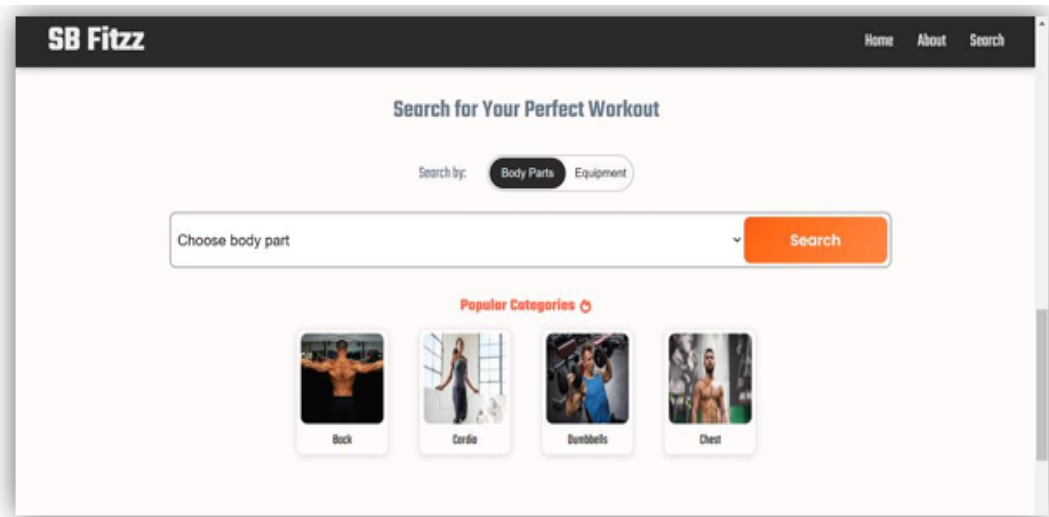 SB Fitzz
Home About Search
Search for Your Perfect Workout
Search by: Body Parts Equipment
Choose body part Search
Popular Categories
Back Cardio Dumbbells Chest